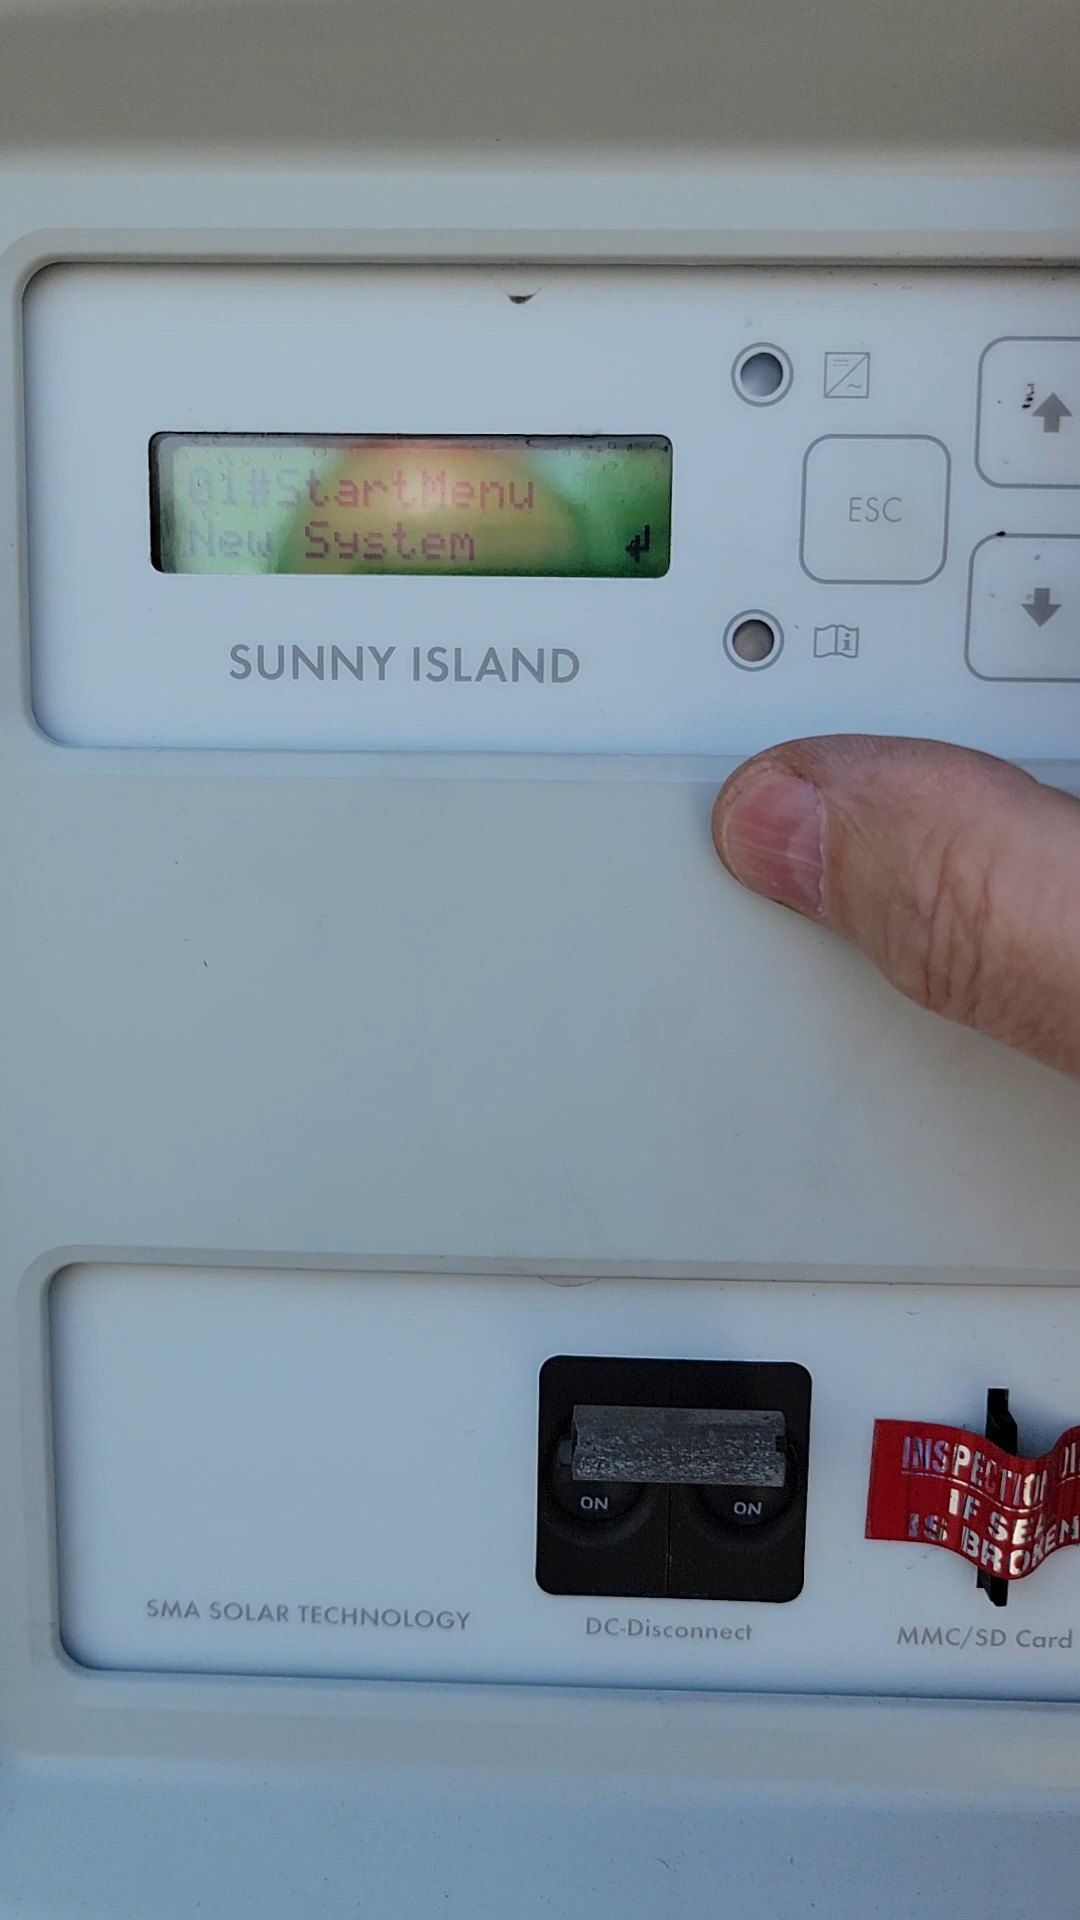 01#StartMenu
New System
ESC
SUNNY ISLAND
ON ON
INSPECTION
IF
IS BROKEN
SMA SOLAR TECHNOLOGY
DC-Disconnect
MMC/SD Card